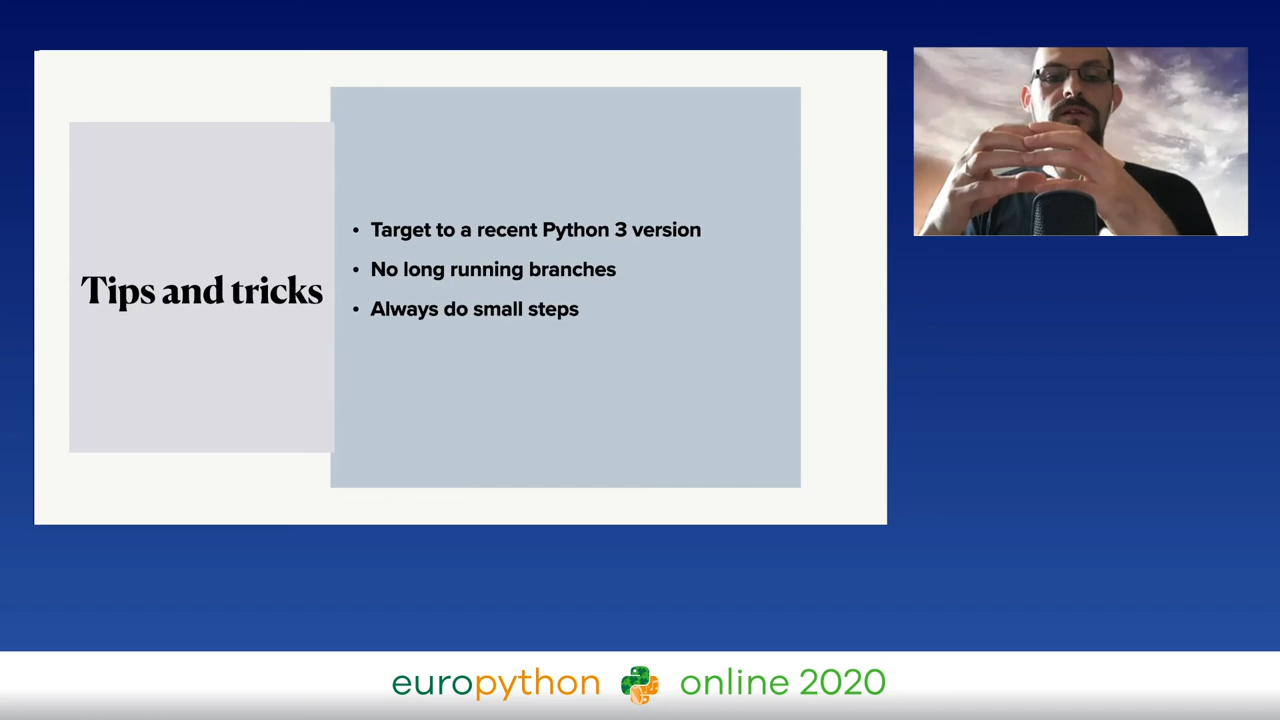 Tips and tricks
• Target to a recent Python 3 version
• No long running branches
• Always do small steps
europython online 2020